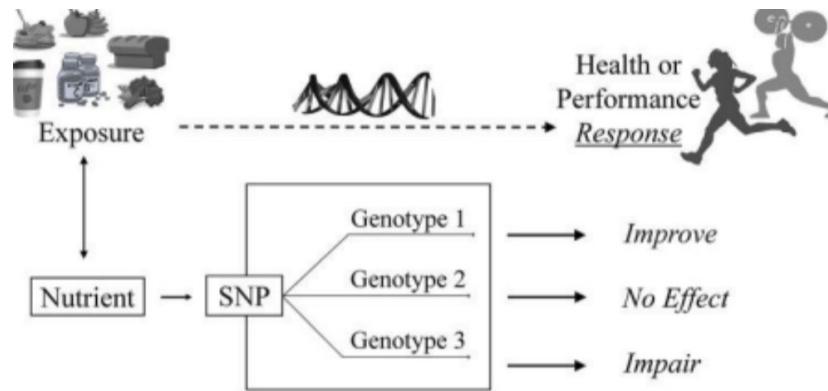 Exposure
Health or
Performance
Response
Nutrient
SNP
Genotype 1
Genotype 2
Genotype 3
Improve
No Effect
Impair